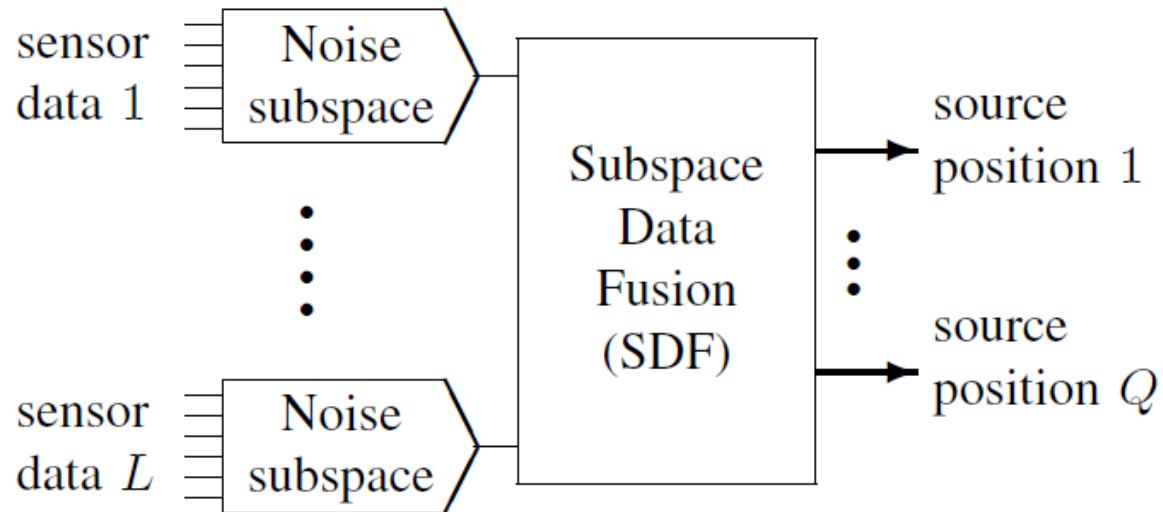 sensor
data 1
Noise
subspace
Subspace
Data
Fusion
(SDF)
source
position 1
source
position Q
sensor
data L
Noise
subspace